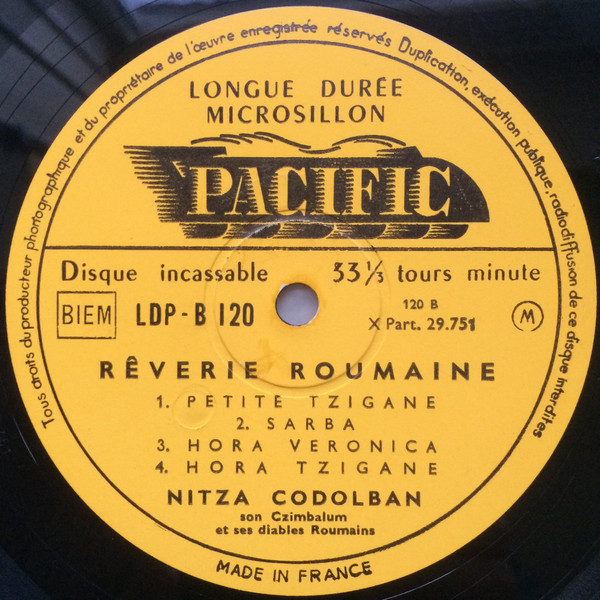 Tous droits du producteur phonographique et du propriétaire de l'œuvre enregistrée réservés Duplication, exécution publique, radiodiffusion de ce disque interdites
LONGUE DURÉE
MICROSILLON
PACIFIC
Disque incassable 33⅓ tours minute
BIEM LDP-B 120
120 B
X Part. 29.751
M
RÊVERIE ROUMAINE
1. PETITE TZIGANE
2. SARBA
3. HORA VERONICA
4. HORA TZIGANE
NITZA CODOLBAN
son Czimbalum
et ses diables Roumains
MADE IN FRANCE